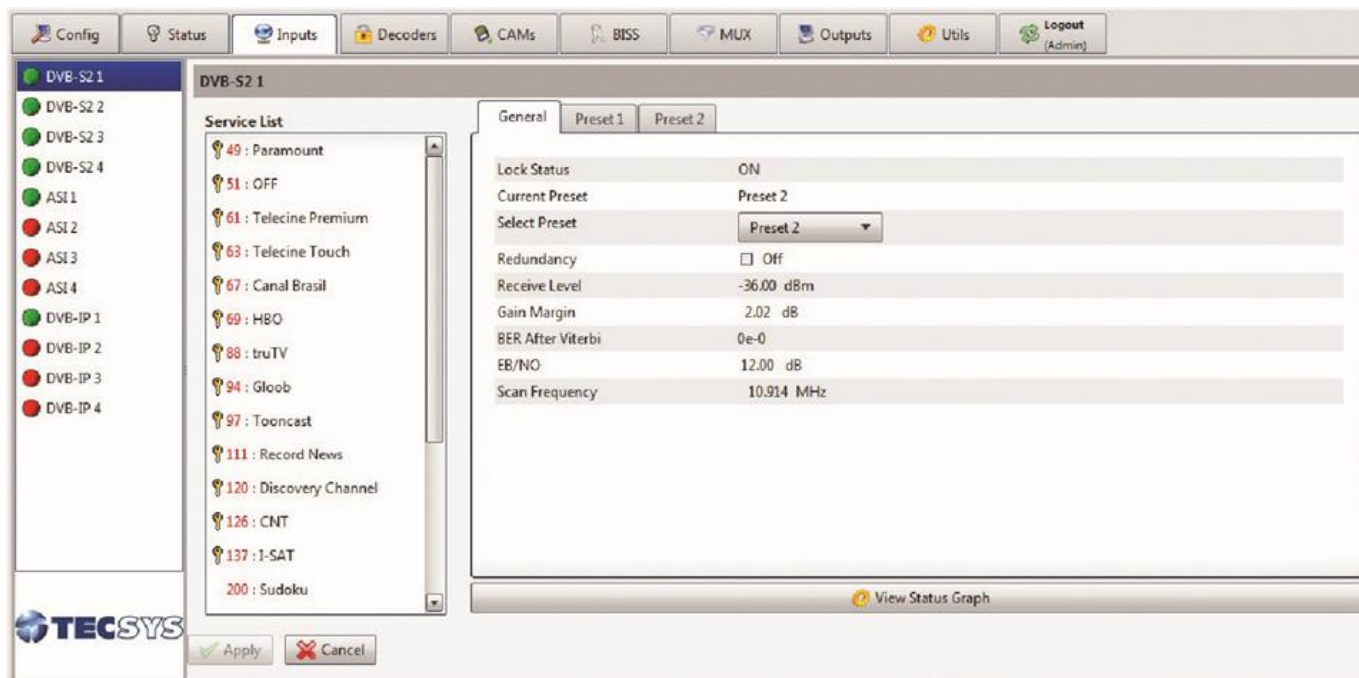 Config Status Inputs Decoders CAMs BISS MUX Outputs Utils Logout (Admin)
DVB-S2 1
DVB-S2 2
DVB-S2 3
DVB-S2 4
ASI 1
ASI 2
ASI 3
ASI 4
DVB-IP 1
DVB-IP 2
DVB-IP 3
DVB-IP 4
TECSYS
DVB-S2 1
Service List
49 : Paramount
51 : OFF
61 : Telecine Premium
63 : Telecine Touch
67 : Canal Brasil
69 : HBO
88 : truTV
94 : Gloob
97 : Tooncast
111 : Record News
120 : Discovery Channel
126 : CNT
137 : I-SAT
200 : Sudoku
General Preset 1 Preset 2
Lock Status ON
Current Preset Preset 2
Select Preset Preset 2
Redundancy Off
Receive Level -36.00 dBm
Gain Margin 2.02 dB
BER After Viterbi 0e-0
EB/NO 12.00 dB
Scan Frequency 10.914 MHz
View Status Graph
Apply Cancel